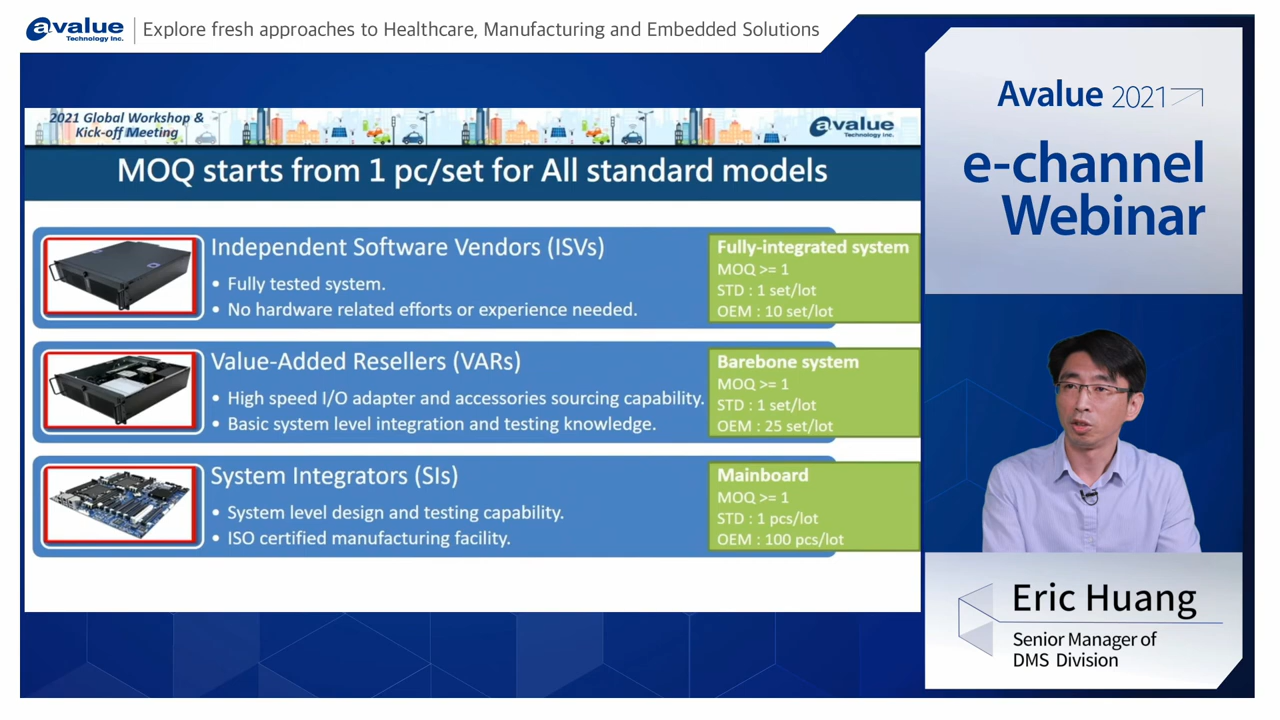 avalue
Technology Inc.
Explore fresh approaches to Healthcare, Manufacturing and Embedded Solutions
2021 Global Workshop &
Kick-off Meeting
avalue
Technology Inc.
MOQ starts from 1 pc/set for All standard models
Independent Software Vendors (ISVs)
• Fully tested system.
• No hardware related efforts or experience needed.
Fully-integrated system
MOQ >= 1
STD : 1 set/lot
OEM : 10 set/lot
Value-Added Resellers (VARs)
• High speed I/O adapter and accessories sourcing capability.
• Basic system level integration and testing knowledge.
Barebone system
MOQ >= 1
STD : 1 set/lot
OEM : 25 set/lot
System Integrators (SIs)
• System level design and testing capability.
• ISO certified manufacturing facility.
Mainboard
MOQ >= 1
STD : 1 pcs/lot
OEM : 100 pcs/lot
Avalue 2021
e-channel
Webinar
Eric Huang
Senior Manager of
DMS Division